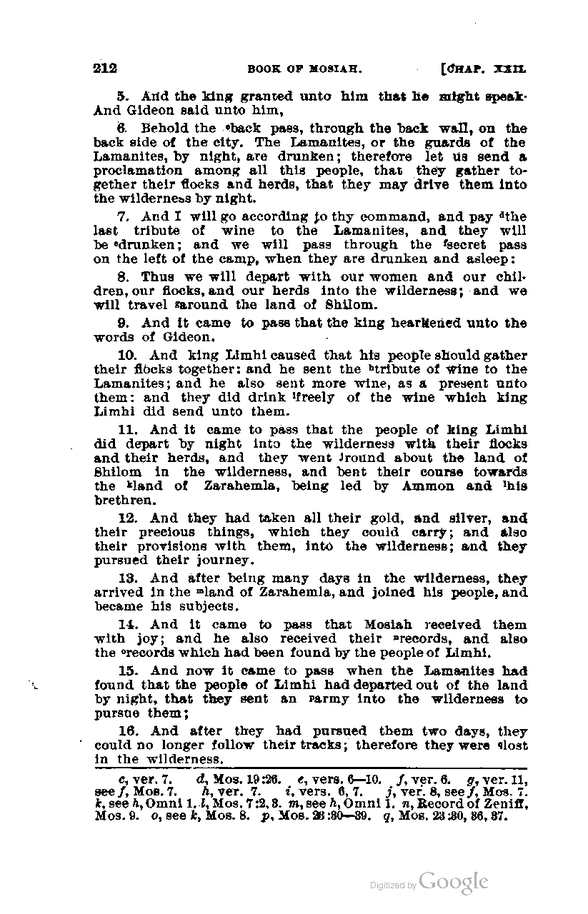 212 BOOK OF MOSIAH. [CHAP. XXII.
5. And the king granted unto him that he might speak.
And Gideon said unto him,
6. Behold the cback pass, through the back wall, on the
back side of the city. The Lamanites, or the guards of the
Lamanites, by night, are drunken; therefore let us send a
proclamation among all this people, that they gather to-
gether their flocks and herds, that they may drive them into
the wilderness by night.
7. And I will go according to thy command, and pay dthe
last tribute of wine to the Lamanites, and they will
be edrunken; and we will pass through the fsecret pass
on the left of the camp, when they are drunken and asleep:
8. Thus we will depart with our women and our chil-
dren, our flocks, and our herds into the wilderness; and we
will travel garound the land of Shilom.
9. And it came to pass that the king hearkened unto the
words of Gideon.
10. And king Limhi caused that his people should gather
their flocks together: and he sent the htribute of wine to the
Lamanites; and he also sent more wine, as a present unto
them: and they did drink ifreely of the wine which king
Limhi did send unto them.
11. And it came to pass that the people of king Limhi
did depart by night into the wilderness with their flocks
and their herds, and they went jround about the land of
Shilom in the wilderness, and bent their course towards
the kland of Zarahemla, being led by Ammon and lhis
brethren.
12. And they had taken all their gold, and silver, and
their precious things, which they could carry; and also
their provisions with them, into the wilderness; and they
pursued their journey.
13. And after being many days in the wilderness, they
arrived in the mland of Zarahemla, and joined his people, and
became his subjects.
14. And it came to pass that Mosiah received them
with joy; and he also received their nrecords, and also
the orecords which had been found by the people of Limhi.
15. And now it came to pass when the Lamanites had
found that the people of Limhi had departed out of the land
by night, that they sent an parmy into the wilderness to
pursue them;
16. And after they had pursued them two days, they
could no longer follow their tracks; therefore they were qlost
in the wilderness.
c, ver. 7. d, Mos. 19:26. e, vers. 6—10. f, ver. 6. g, ver. 11,
see f, Mos. 7. h, ver. 7. i, vers. 6, 7. j, ver. 8, see f, Mos. 7.
k, see h, Omni 1. l, Mos. 7:2, 3. m, see h, Omni 1. n, Record of Zeniff,
Mos. 9. o, see k, Mos. 8. p, Mos. 23:30—39. q, Mos. 23:30, 36, 37.
Digitized by Google